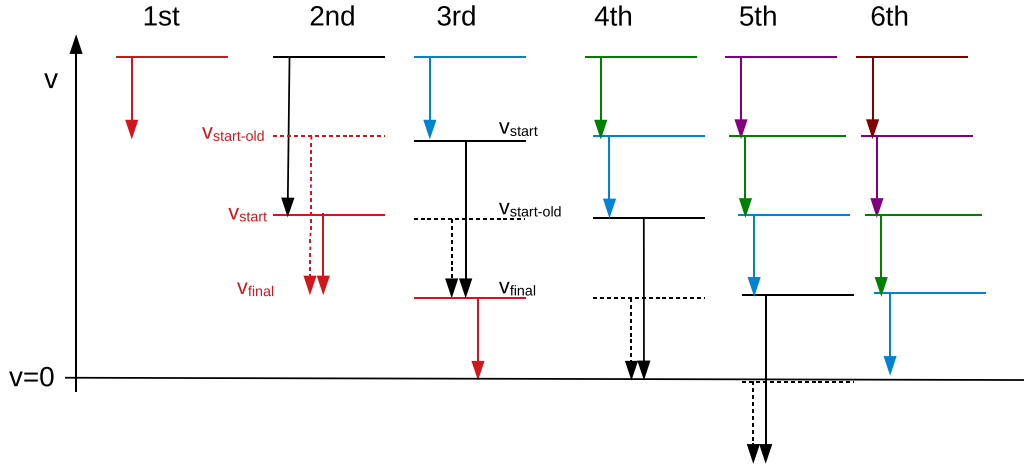 1st 2nd 3rd 4th 5th 6th
v
vstart-old
vstart
vstart
vstart-old
vfinal
vfinal
v=0